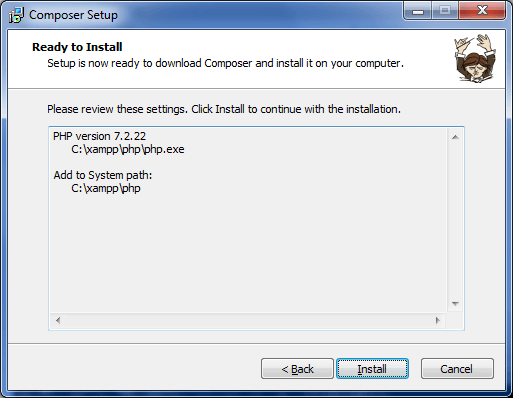 Composer Setup
Ready to Install
Setup is now ready to download Composer and install it on your computer.
Please review these settings. Click Install to continue with the installation.
PHP version 7.2.22
C:\xampp\php\php.exe
Add to System path:
C:\xampp\php
< Back
Install
Cancel